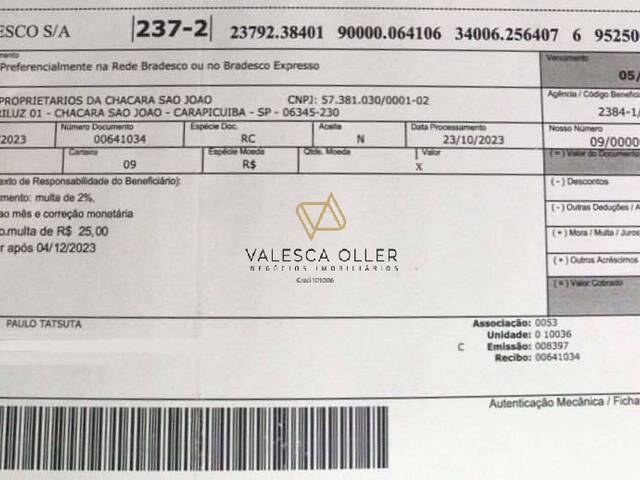 ESCO S/A 237-2 23792.38401 90000.064106 34006.256407 6 95250
Preferencialmente na Rede Bradesco ou no Bradesco Expresso
Vencimento
05/
PROPRIETARIOS DA CHACARA SAO JOAO CNPJ: 57.381.030/0001-02
RILUZ 01 - CHACARA SAO JOAO - CARAPICUIBA - SP - 06345-230
Agência / Código Benefici
2384-1/
Número Documento Espécie Doc. Aceite Data Processamento Nosso Número
/2023 00641034 RC N 23/10/2023 09/0000
Carteira Espécie Moeda Qtde. Moeda Valor (=) Valor do Documento
09 R$ X
exto de Responsabilidade do Beneficiário): (-) Descontos
mento: multa de 2%,
ao mês e correção monetária (-) Outras Deduções / A
o.multa de R$ 25,00 (+) Mora / Multa / Juros
r após 04/12/2023
(+) Outros Acréscimos
(=) Valor Cobrado
VALESCA OLLER
NEGÓCIOS IMOBILIÁRIOS
Creci 101006
PAULO TATSUTA
Associação: 0053
Unidade: 0 10036
C Emissão: 008397
Recibo: 00641034
Autenticação Mecânica / Ficha